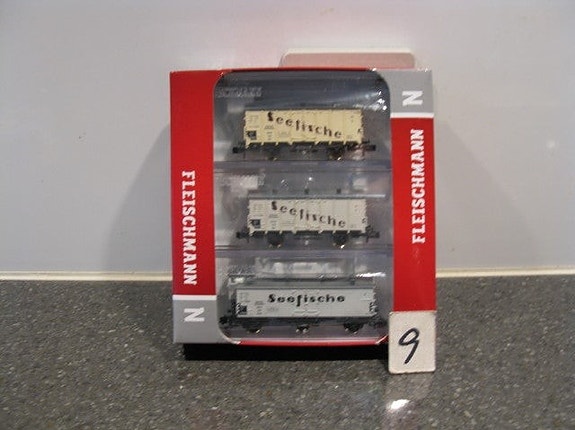 FLEISCHMANN
N
Seefische
Seefische
Seefische
N
FLEISCHMANN
9